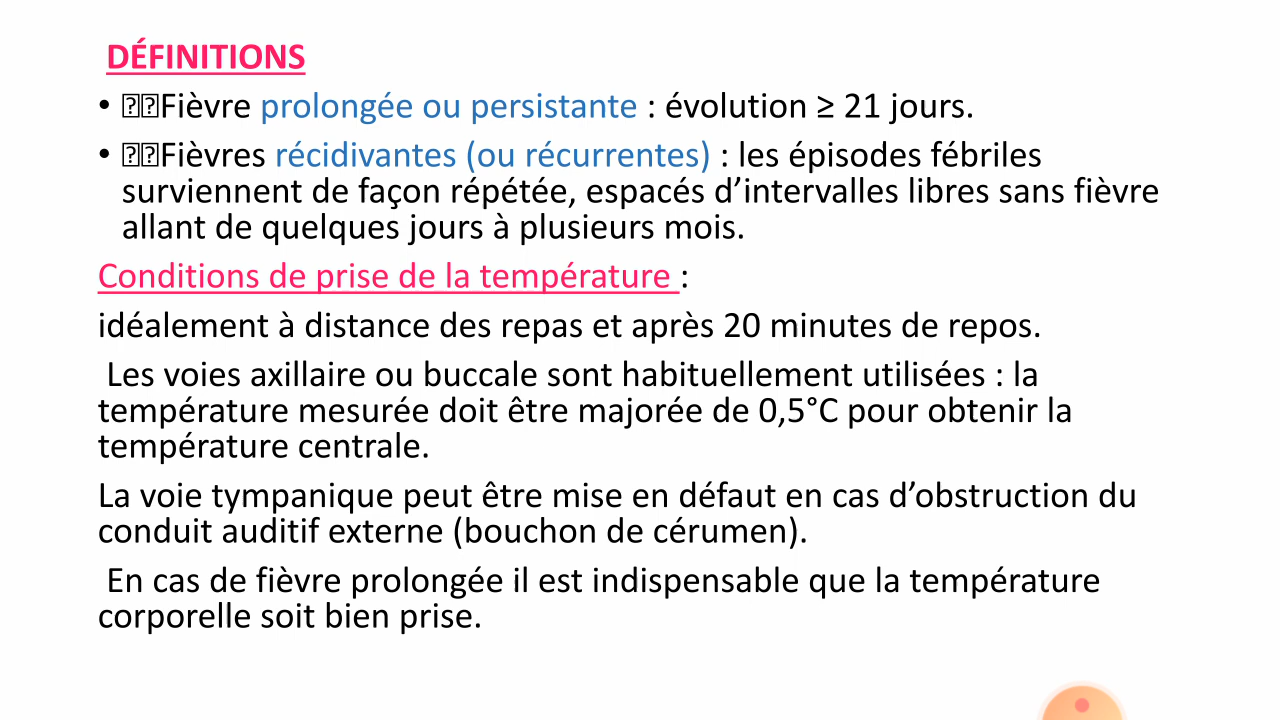 DÉFINITIONS
• ⍰⍰Fièvre prolongée ou persistante : évolution ≥ 21 jours.
• ⍰⍰Fièvres récidivantes (ou récurrentes) : les épisodes fébriles
surviennent de façon répétée, espacés d’intervalles libres sans fièvre
allant de quelques jours à plusieurs mois.
Conditions de prise de la température :
idéalement à distance des repas et après 20 minutes de repos.
Les voies axillaire ou buccale sont habituellement utilisées : la
température mesurée doit être majorée de 0,5°C pour obtenir la
température centrale.
La voie tympanique peut être mise en défaut en cas d’obstruction du
conduit auditif externe (bouchon de cérumen).
En cas de fièvre prolongée il est indispensable que la température
corporelle soit bien prise.